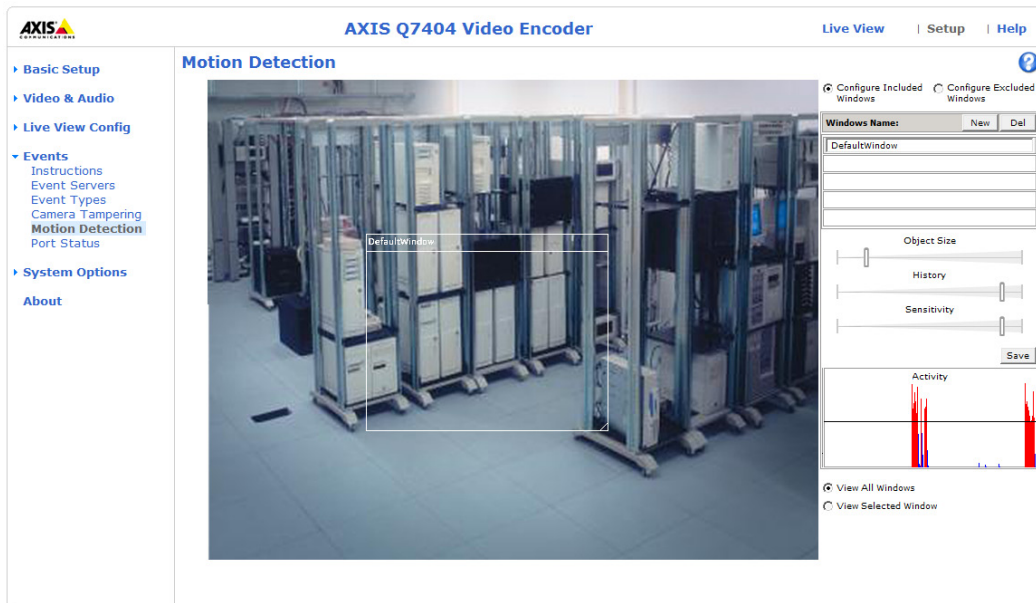 AXIS
COMMUNICATIONS
AXIS Q7404 Video Encoder
Live View | Setup | Help
Basic Setup
Video & Audio
Live View Config
Events
Instructions
Event Servers
Event Types
Camera Tampering
Motion Detection
Port Status
System Options
About
Motion Detection
?
DefaultWindow
Configure Included Windows
Configure Excluded Windows
Windows Name:
New
Del
DefaultWindow
Object Size
History
Sensitivity
Save
Activity
View All Windows
View Selected Window